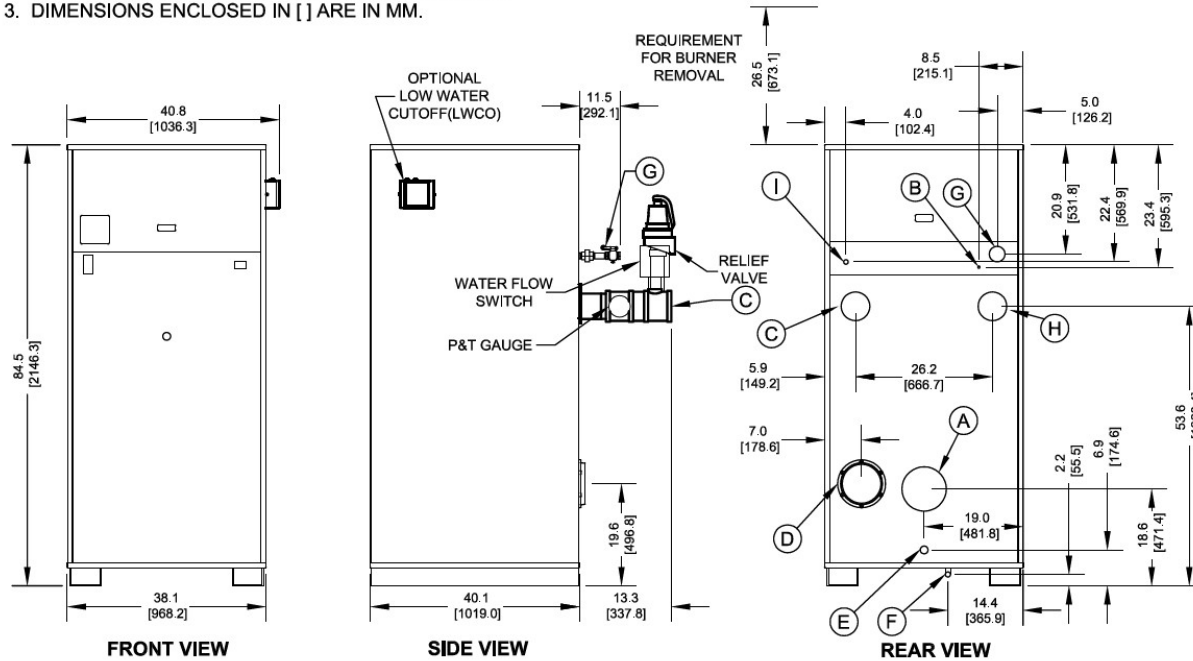 3. DIMENSIONS ENCLOSED IN [ ] ARE IN MM.
40.8
[1036.3]
84.5
[2146.3]
38.1
[968.2]
FRONT VIEW
OPTIONAL
LOW WATER
CUTOFF(LWCO)
11.5
[292.1]
G
WATER FLOW
SWITCH
RELIEF
VALVE
C
P&T GAUGE
19.6
[496.8]
40.1
[1019.0]
13.3
[337.8]
SIDE VIEW
REQUIREMENT
FOR BURNER
REMOVAL
26.5
[673.1]
8.5
[215.1]
4.0
[102.4]
5.0
[126.2]
I
B
G
20.9
[531.8]
22.4
[569.9]
23.4
[595.3]
C
H
5.9
[149.2]
26.2
[666.7]
7.0
[178.6]
A
53.6
2.2
[55.5]
6.9
[174.6]
D
19.0
[481.8]
18.6
[471.4]
E
F
14.4
[365.9]
REAR VIEW